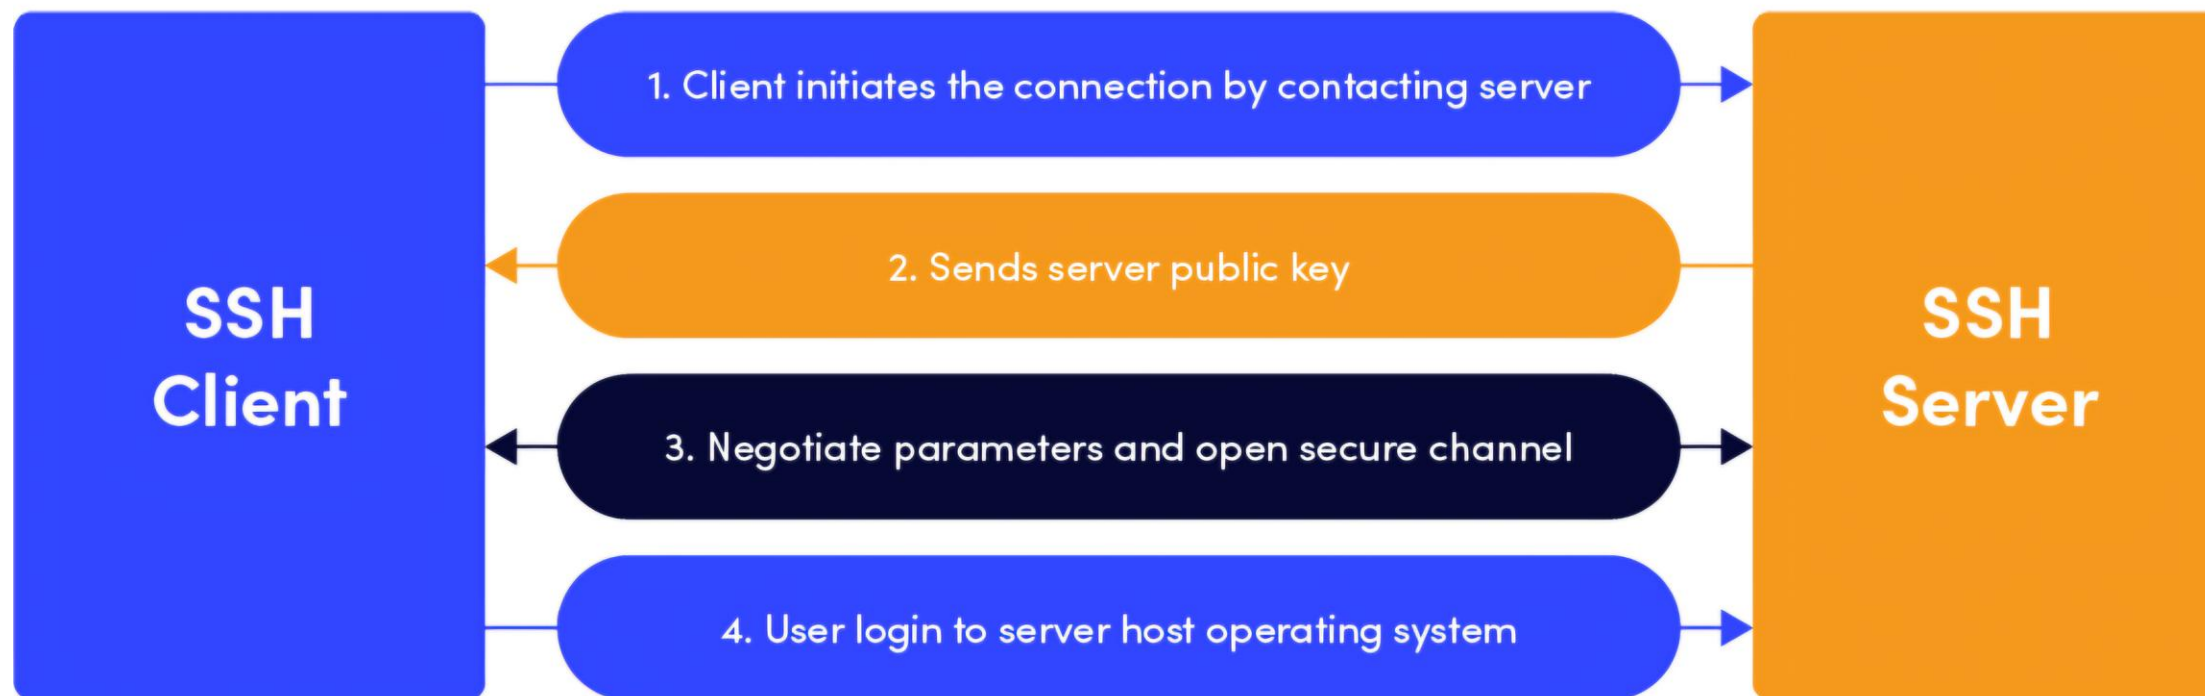 SSH
Client
1. Client initiates the connection by contacting server
2. Sends server public key
3. Negotiate parameters and open secure channel
4. User login to server host operating system
SSH
Server